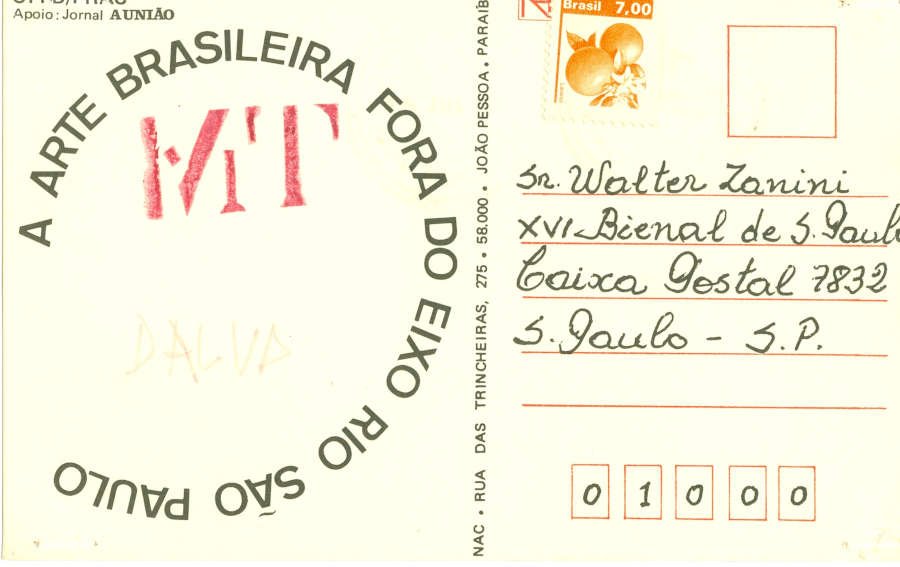 Apoio: Jornal A UNIÃO
A ARTE BRASILEIRA FORA DO EIXO RIO SÃO PAULO
MT
DALVA
NAC • RUA DAS TRINCHEIRAS, 275 • 58.000 • JOÃO PESSOA • PARAIB
Brasil 7,00
Sr. Walter Zanini
XVI-Bienal de S. Paulo
Caixa Postal 7832
S. Paulo - S.P.
0 1 0 0 0